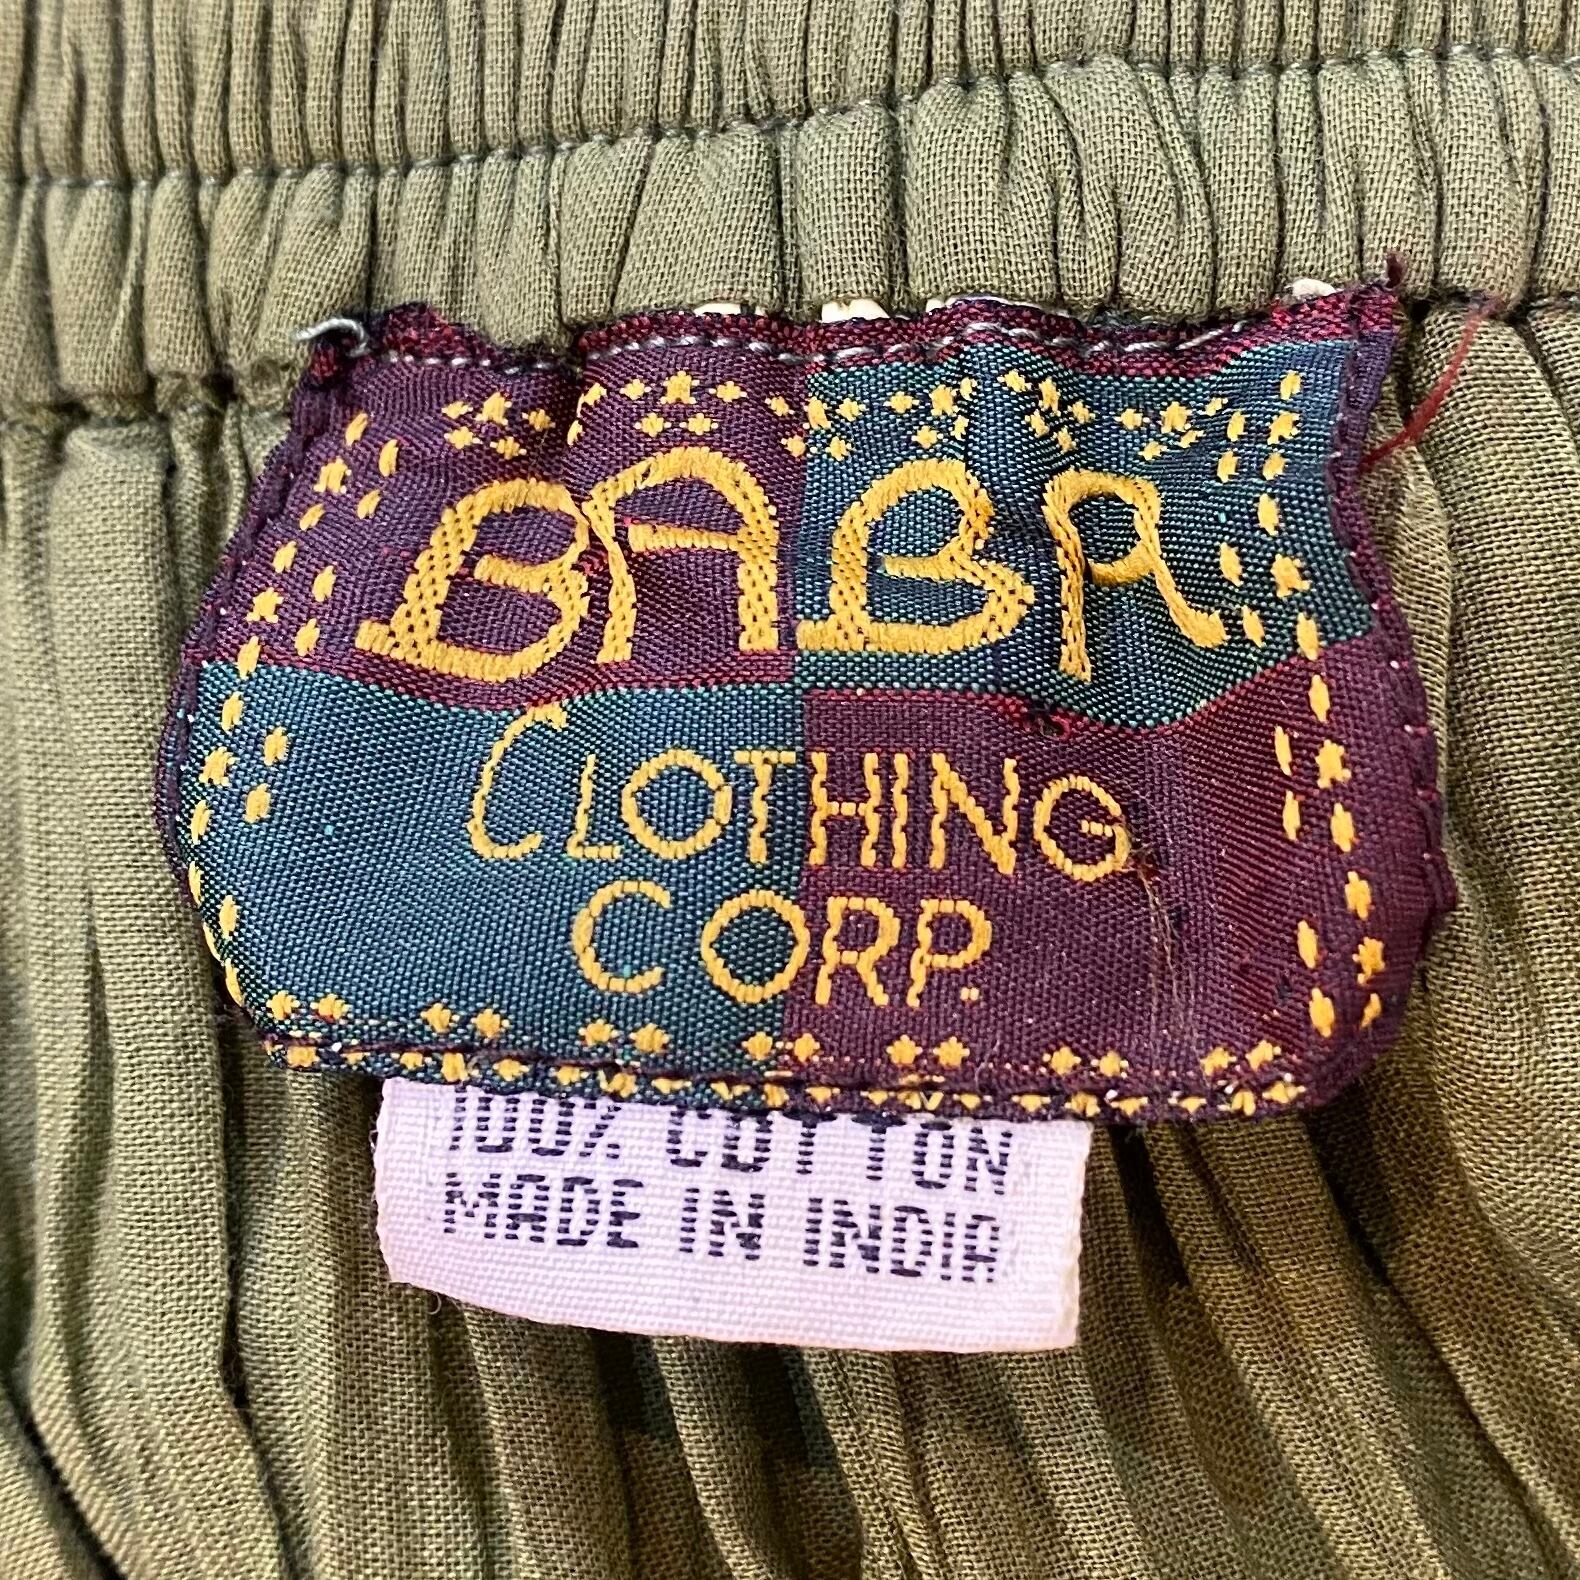 BABA
CLOTHING
CORP.
100% COTTON
MADE IN INDIA